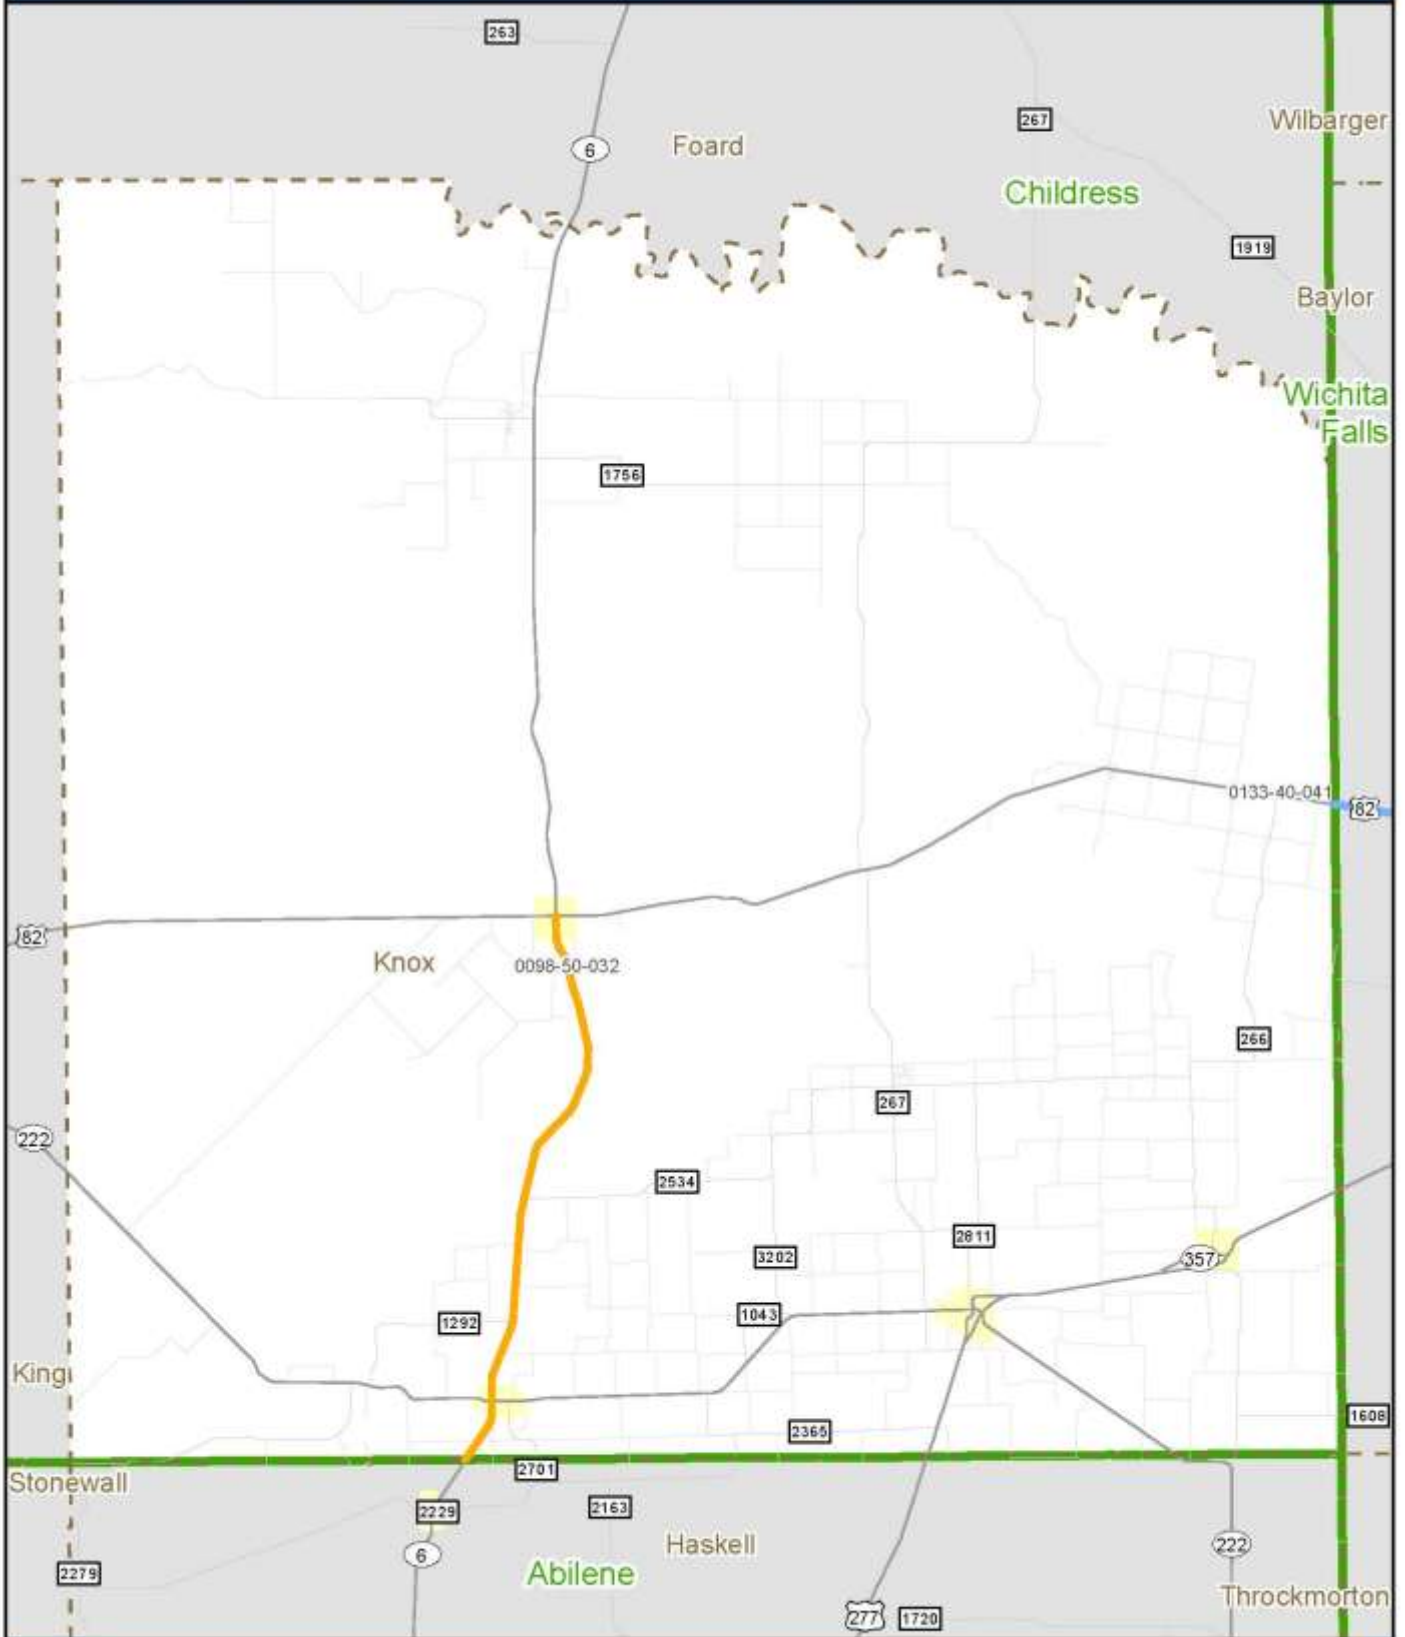 263
267
Wilbarger
6
Foard
Childress
1919
Baylor
Wichita
Falls
1756
0133-40-041
82
82
Knox
0098-50-032
266
267
222
2534
2811
3202
357
1043
1292
King
1608
2365
2701
Stonewall
2229
2163
Haskell
222
6
2279
Abilene
Throckmorton
277
1720